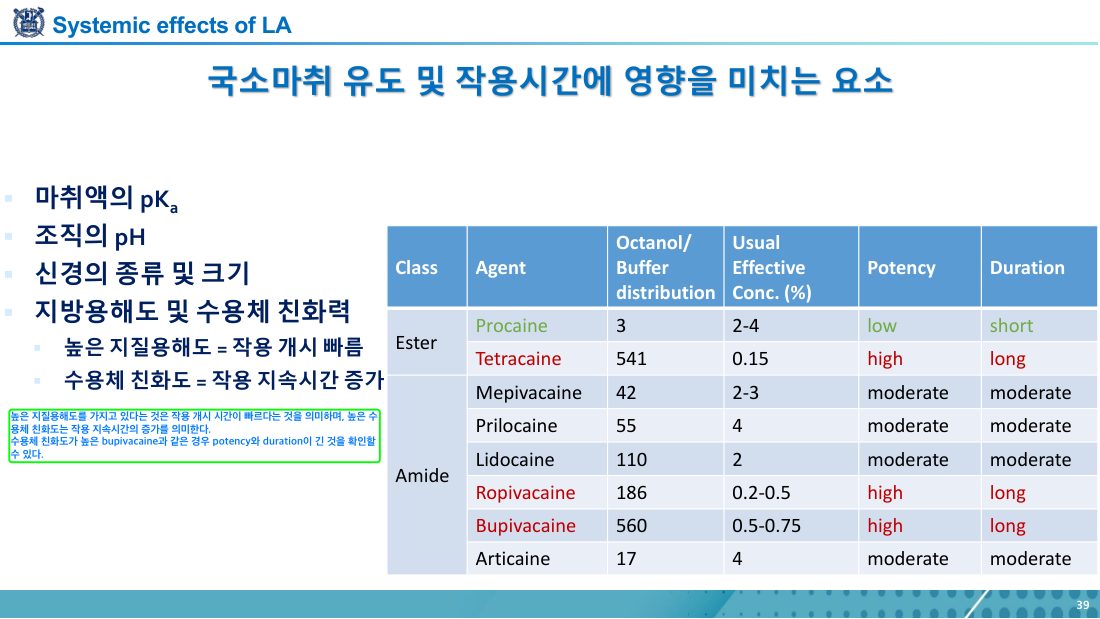 Systemic effects of LA
국소마취 유도 및 작용시간에 영향을 미치는 요소
마취액의 pKa
조직의 pH
신경의 종류 및 크기
지방용해도 및 수용체 친화력
높은 지질용해도 = 작용 개시 빠름
수용체 친화도 = 작용 지속시간 증가
높은 지질용해도를 가지고 있다는 것은 작용 개시 시간이 빠르다는 것을 의미하며, 높은 수
용체 친화도는 작용 지속시간의 증가를 의미한다.
수용체 친화도가 높은 bupivacaine과 같은 경우 potency와 duration이 긴 것을 확인할
수 있다.
Class Agent Octanol/ Buffer distribution Usual Effective Conc. (%) Potency Duration
Ester Procaine 3 2-4 low short
Tetracaine 541 0.15 high long
Amide Mepivacaine 42 2-3 moderate moderate
Prilocaine 55 4 moderate moderate
Lidocaine 110 2 moderate moderate
Ropivacaine 186 0.2-0.5 high long
Bupivacaine 560 0.5-0.75 high long
Articaine 17 4 moderate moderate
39